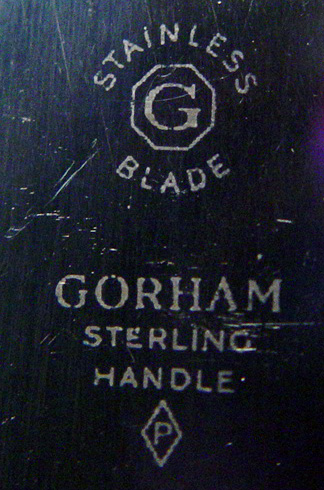 STAINLESS
G
BLADE
GORHAM
STERLING
HANDLE
P